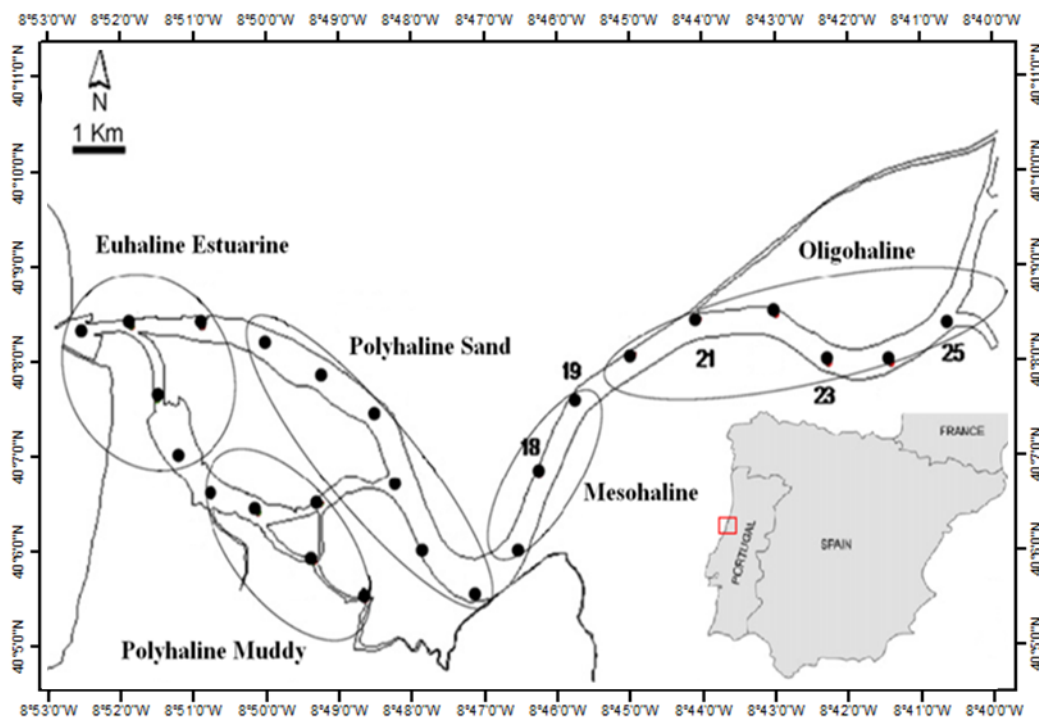 8°53'0"W 8°52'0"W 8°51'0"W 8°50'0"W 8°49'0"W 8°48'0"W 8°47'0"W 8°46'0"W 8°45'0"W 8°44'0"W 8°43'0"W 8°42'0"W 8°41'0"W 8°40'0"W
40°11'0"N
40°10'0"N
40°9'0"N
40°8'0"N
40°7'0"N
40°6'0"N
40°5'0"N
N
1 Km
Euhaline Estuarine
Oligohaline
Polyhaline Sand
19
21
25
23
18
Mesohaline
Polyhaline Muddy
FRANCE
SPAIN
PORTUGAL
8°53'0"W 8°52'0"W 8°51'0"W 8°50'0"W 8°49'0"W 8°48'0"W 8°47'0"W 8°46'0"W 8°45'0"W 8°44'0"W 8°43'0"W 8°42'0"W 8°41'0"W 8°40'0"W